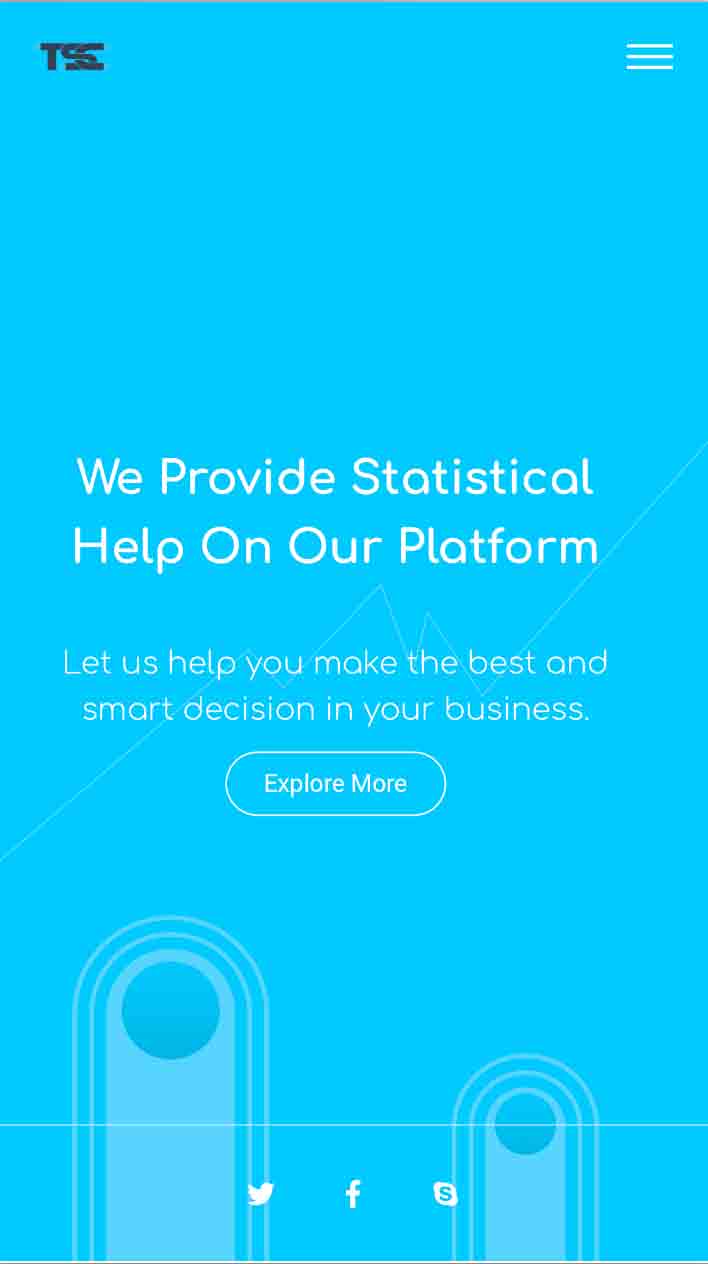 TSC
We Provide Statistical
Help On Our Platform
Let us help you make the best and
smart decision in your business.
Explore More